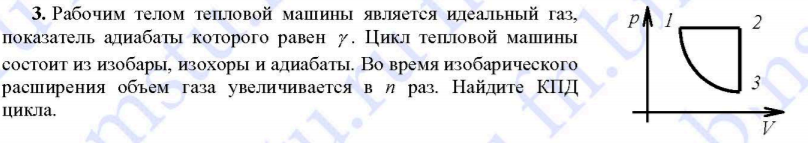 3. Рабочим телом тепловой машины является идеальный газ,
показатель адиабаты которого равен γ. Цикл тепловой машины
состоит из изобары, изохоры и адиабаты. Во время изобарического
расширения объем газа увеличивается в n раз. Найдите КПД
цикла.
p 1 2
3
V